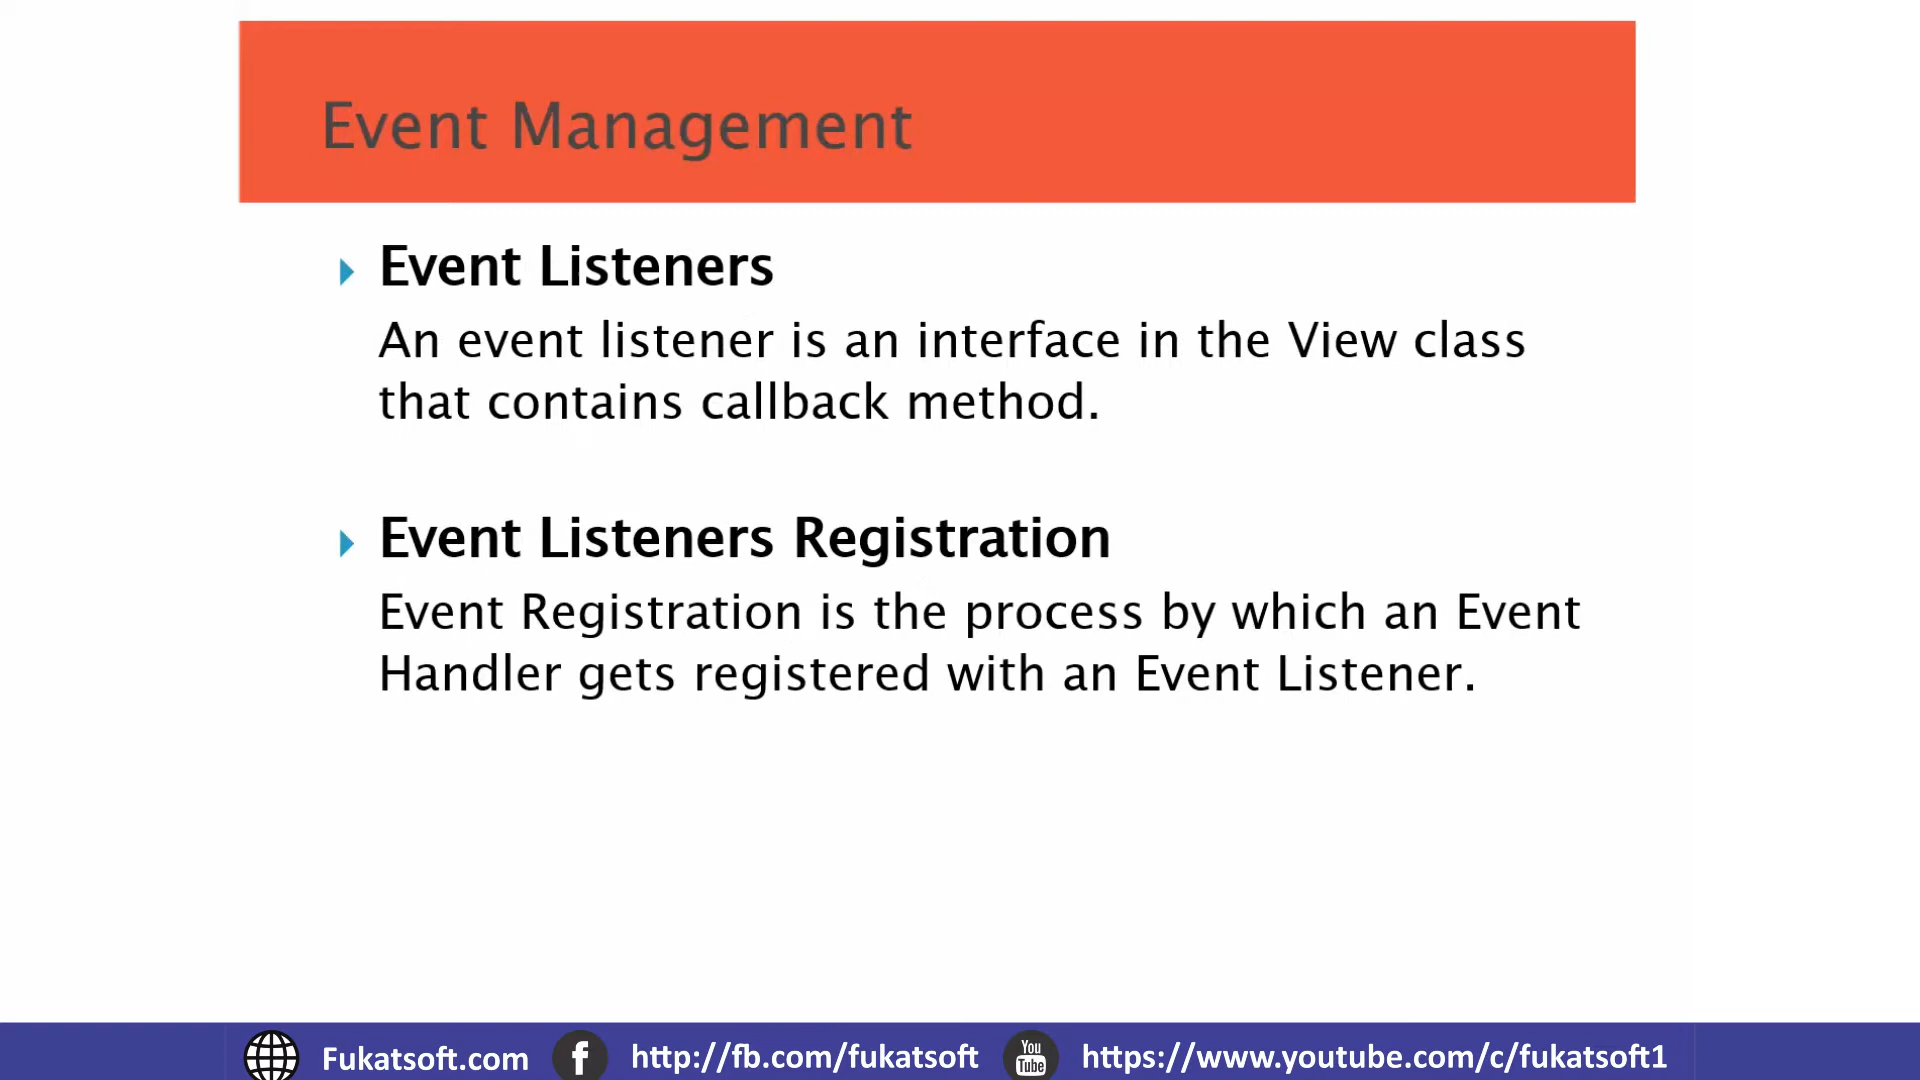 Event Management
Event Listeners
An event listener is an interface in the View class
that contains callback method.
Event Listeners Registration
Event Registration is the process by which an Event
Handler gets registered with an Event Listener.
Fukatsoft.com f http://fb.com/fukatsoft You Tube https://www.youtube.com/c/fukatsoft1